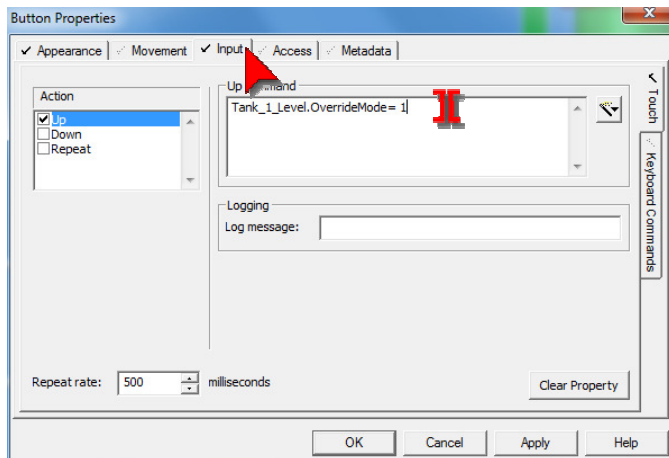 Button Properties
Appearance Movement Input Access Metadata
Action
Up
Down
Repeat
Up command
Tank_1_Level.OverrideMode= 1
Logging
Log message:
Touch
Keyboard Commands
Repeat rate: 500 milliseconds
Clear Property
OK Cancel Apply Help